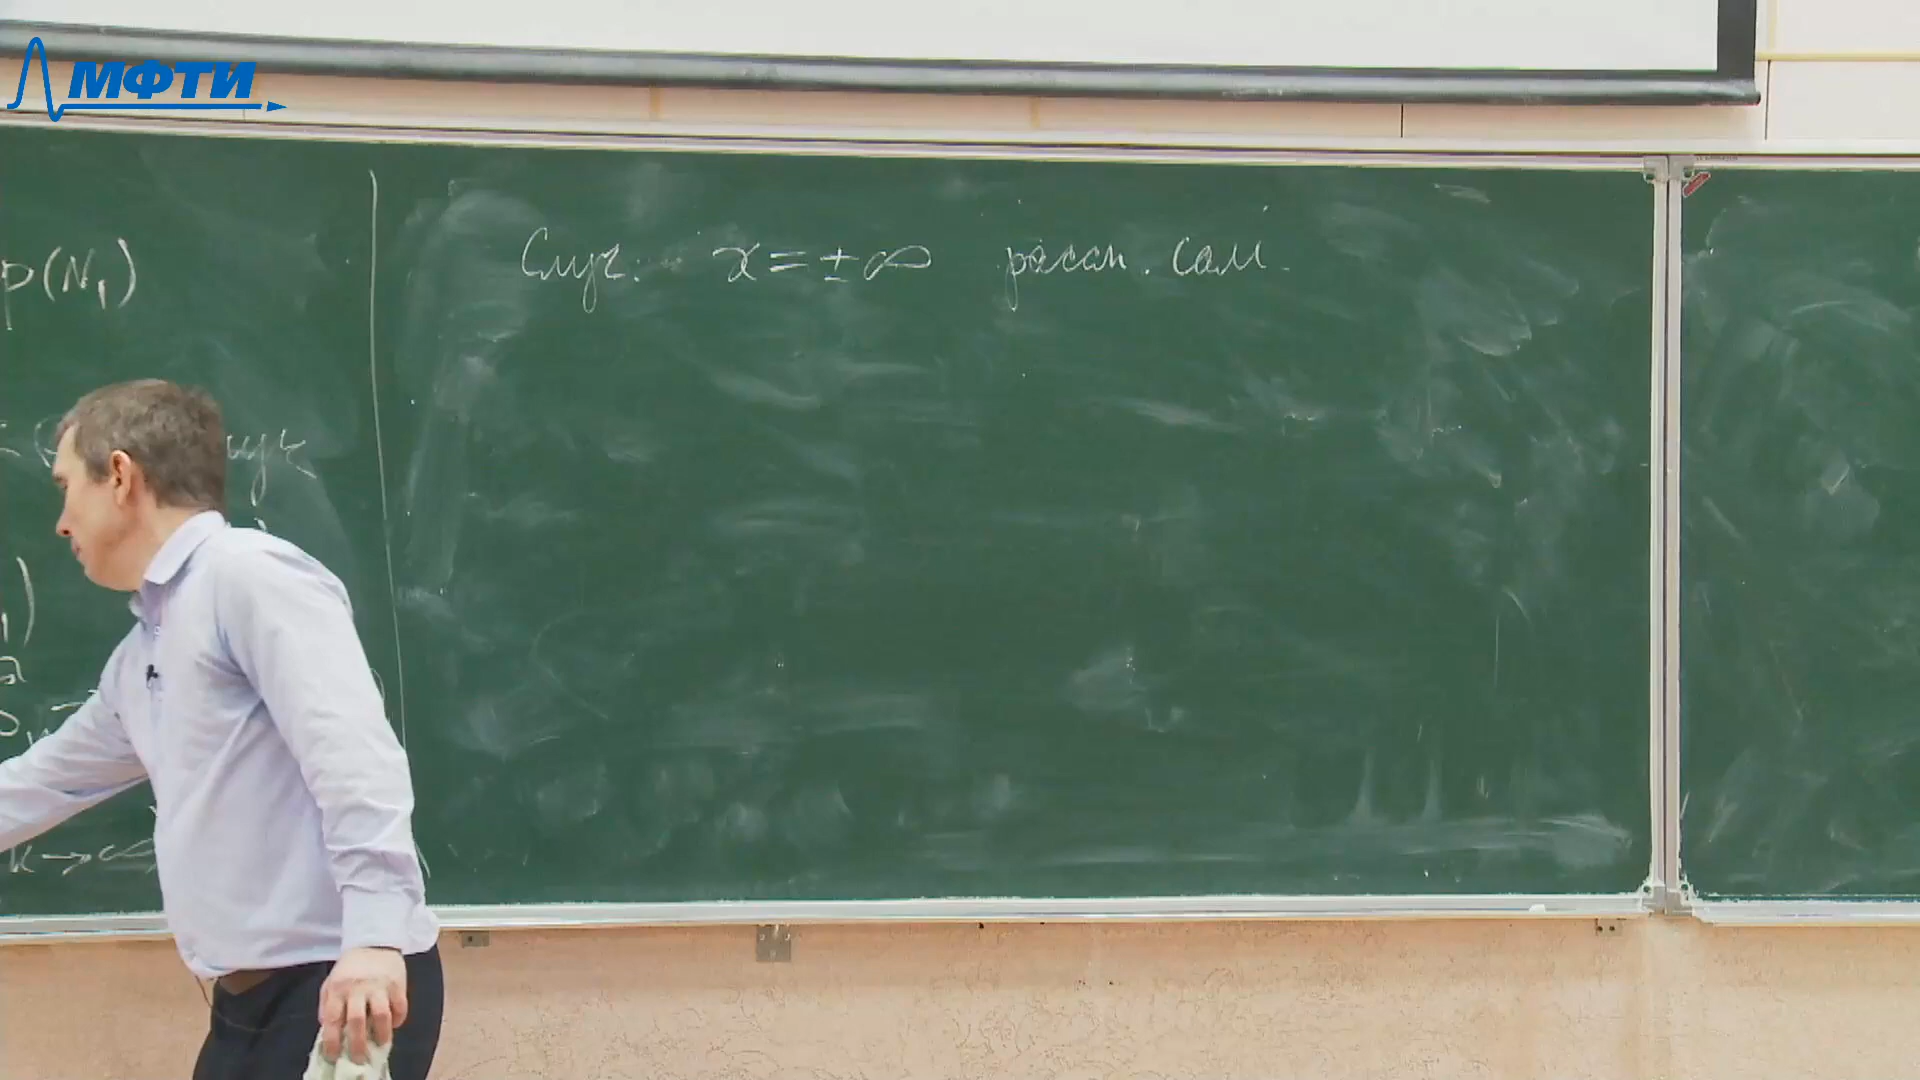 МФТИ
p(N₁)
Случ. x = ±∞ рассм. сам.
k → ∞